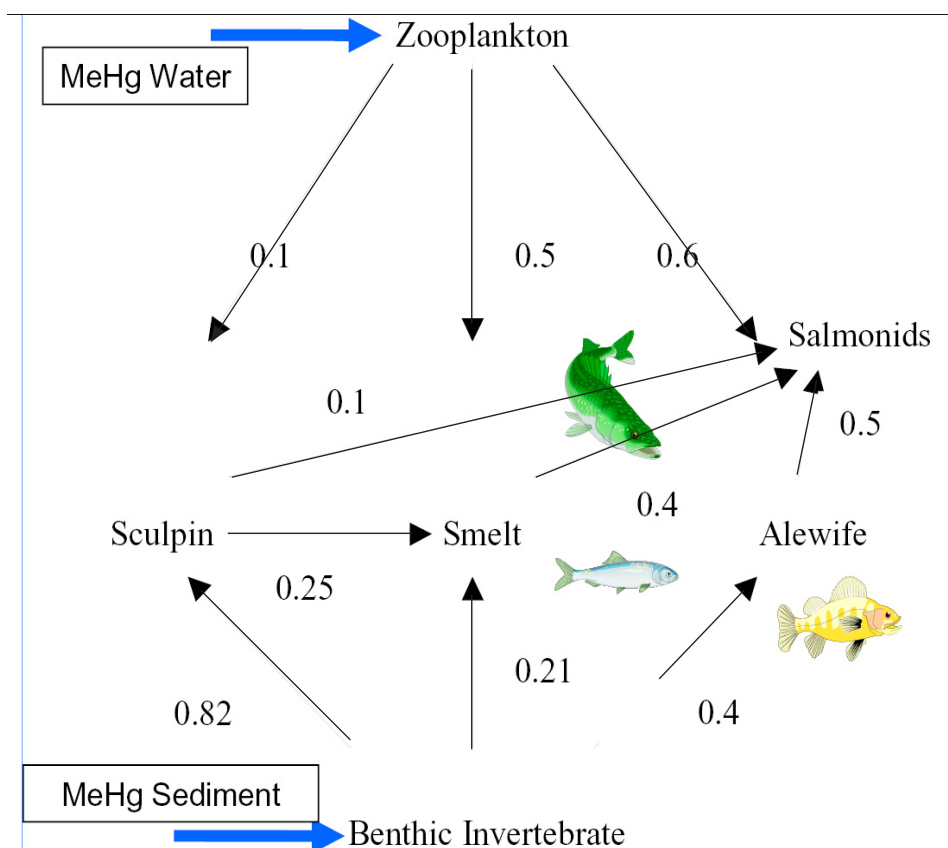 Zooplankton
MeHg Water
0.1
0.5
0.6
Salmonids
0.1
0.5
0.4
Sculpin
Smelt
Alewife
0.25
0.21
0.82
0.4
MeHg Sediment
Benthic Invertebrate